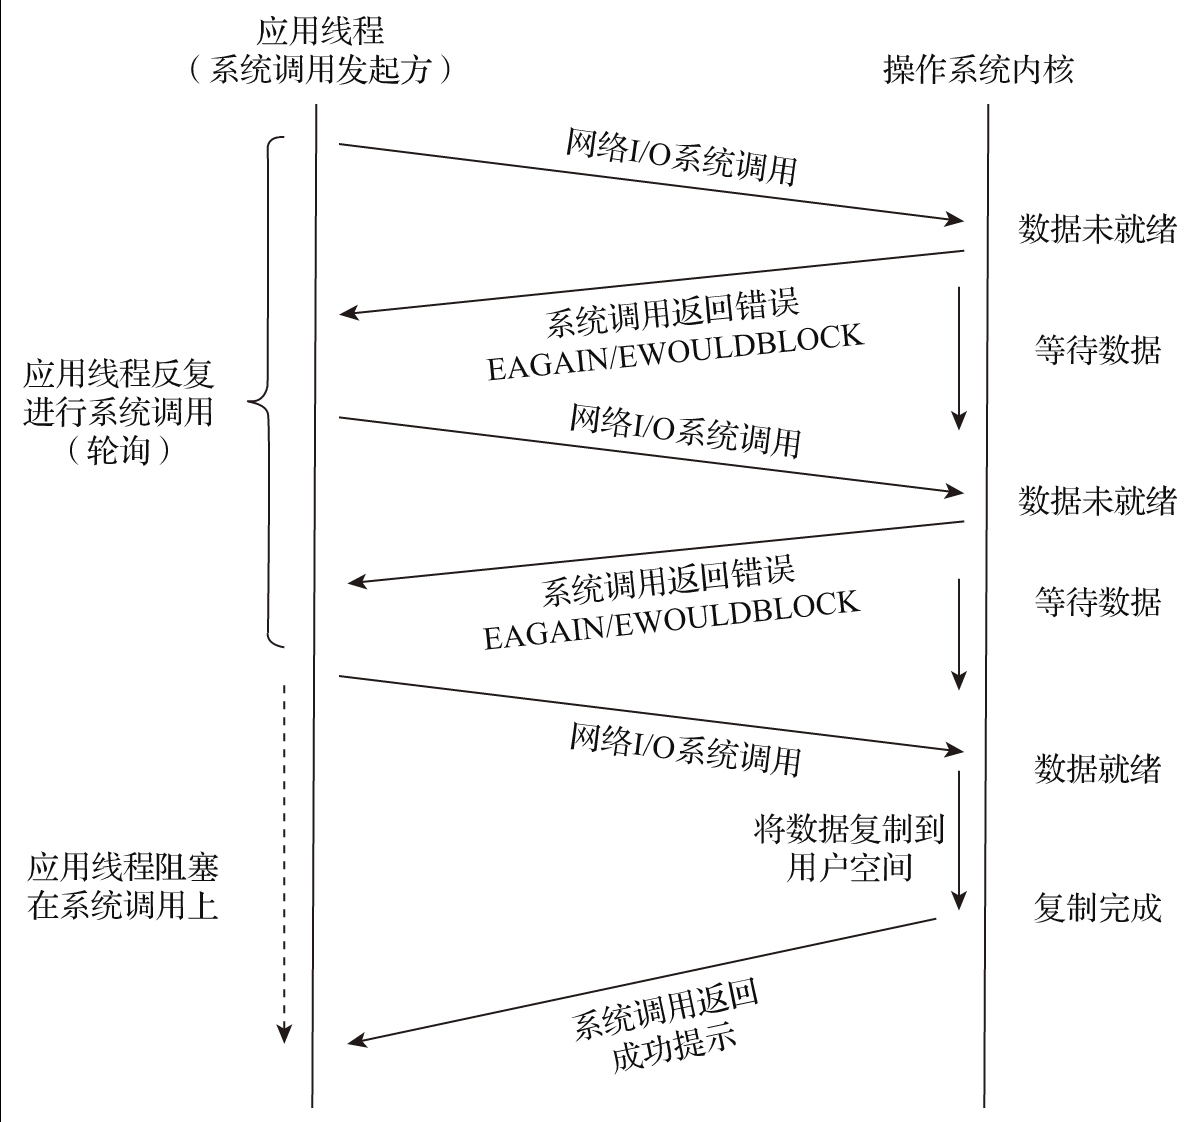 应用线程
（系统调用发起方）
操作系统内核
网络I/O系统调用
数据未就绪
系统调用返回错误
EAGAIN/EWOULDBLOCK
等待数据
应用线程反复
进行系统调用
（轮询）
网络I/O系统调用
数据未就绪
系统调用返回错误
EAGAIN/EWOULDBLOCK
等待数据
网络I/O系统调用
数据就绪
将数据复制到
用户空间
应用线程阻塞
在系统调用上
复制完成
系统调用返回
成功提示